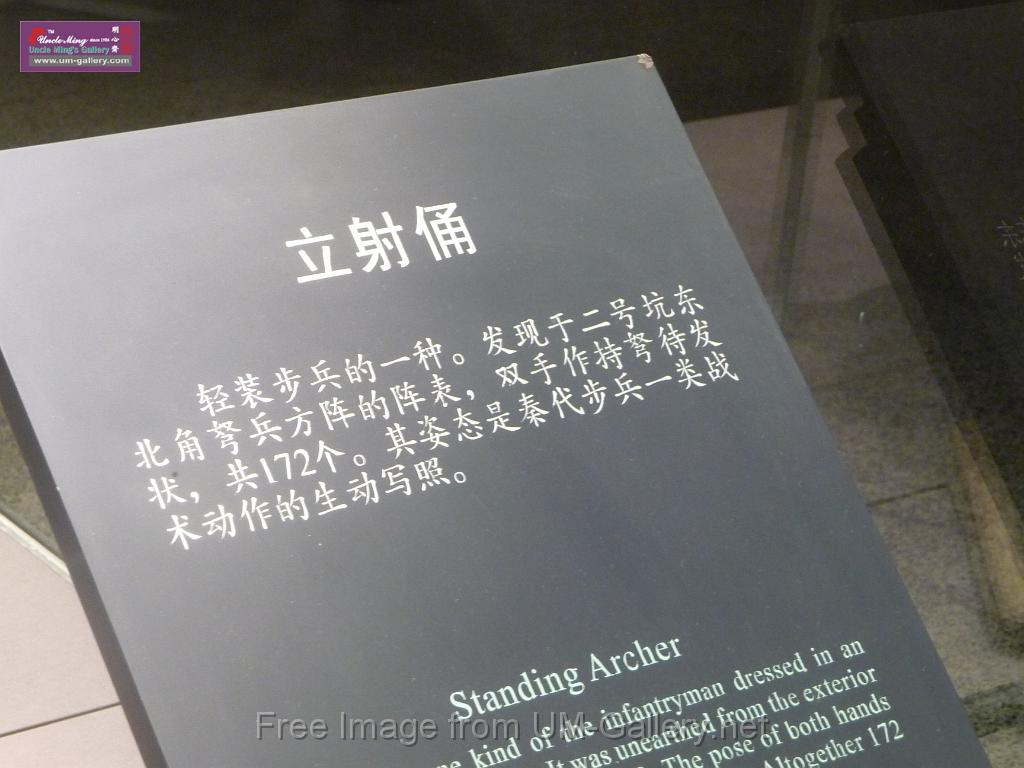 TM
Uncle Ming since 1984
Uncle Ming's Gallery
www.um-gallery.com
立射俑
轻装步兵的一种。发现于二号坑东
北角弩兵方阵的阵表，双手作持弩待发
状，共172个。其姿态是秦代步兵一类战
术动作的生动写照。
Standing Archer
kind of the infantryman dressed in an
It was unearthed from the exterior
The pose of both hands
Altogether 172
Free Image from UM-Gallery.net